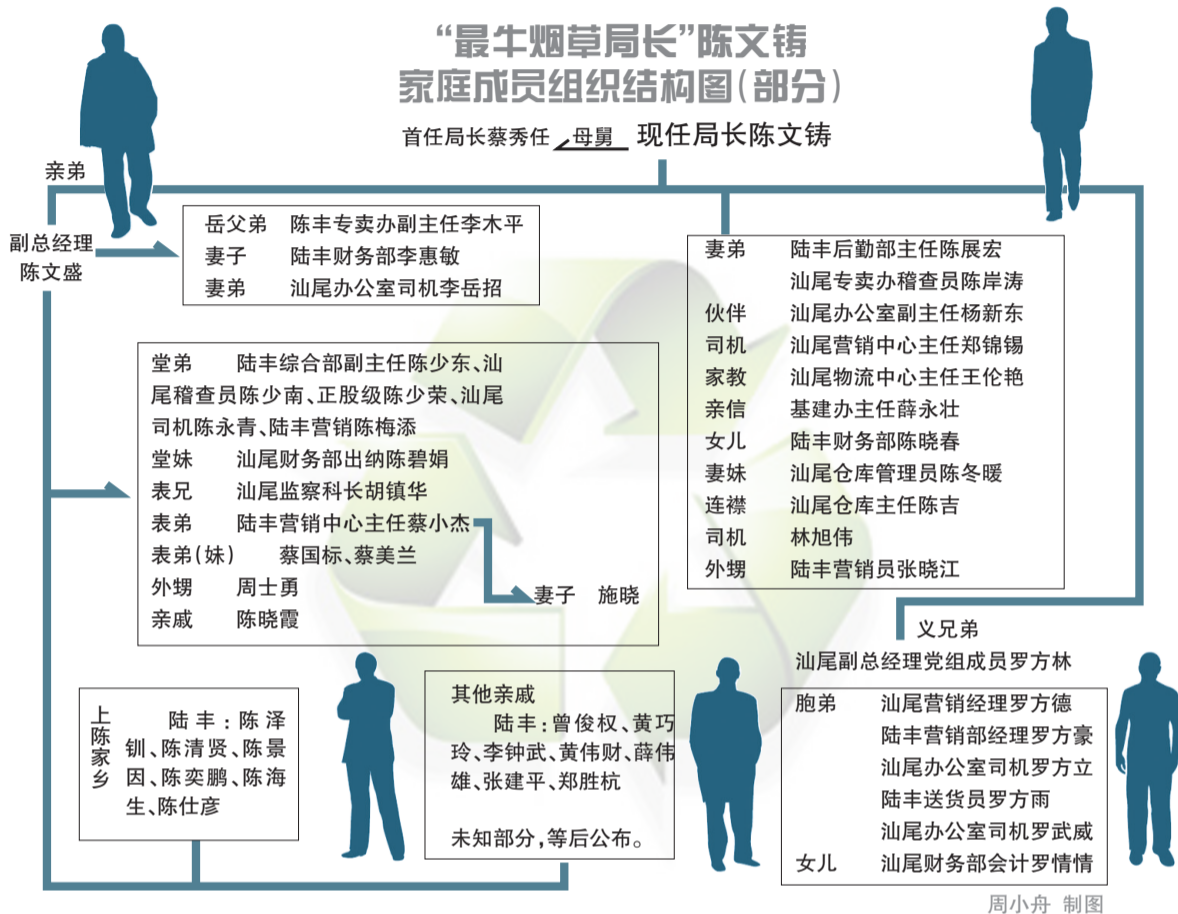 “最牛烟草局长”陈文铸
家庭成员组织结构图(部分)
首任局长蔡秀任 母舅 现任局长陈文铸
亲弟
副总经理
陈文盛
岳父弟 陈丰专卖办副主任李木平
妻子 陆丰财务部李惠敏
妻弟 汕尾办公室司机李岳招
堂弟 陆丰综合部副主任陈少东、汕
尾稽查员陈少南、正股级陈少荣、汕尾
司机陈永青、陆丰营销陈梅添
堂妹 汕尾财务部出纳陈碧娟
表兄 汕尾监察科长胡镇华
表弟 陆丰营销中心主任蔡小杰
表弟(妹) 蔡国标、蔡美兰
外甥 周士勇
亲戚 陈晓霞
妻子 施晓
妻弟 陆丰后勤部主任陈展宏
汕尾专卖办稽查员陈岸涛
伙伴 汕尾办公室副主任杨新东
司机 汕尾营销中心主任郑锦锡
家教 汕尾物流中心主任王伦艳
亲信 基建办主任薛永壮
女儿 陆丰财务部陈晓春
妻妹 汕尾仓库管理员陈冬暖
连襟 汕尾仓库主任陈吉
司机 林旭伟
外甥 陆丰营销员张晓江
义兄弟
汕尾副总经理党组成员罗方林
胞弟 汕尾营销经理罗方德
陆丰营销部经理罗方豪
汕尾办公室司机罗方立
陆丰送货员罗方雨
汕尾办公室司机罗武威
女儿 汕尾财务部会计罗情情
上陈家乡
陆丰:陈泽
钏、陈清贤、陈景
因、陈奕鹏、陈海
生、陈仕彦
其他亲戚
陆丰:曾俊权、黄巧
玲、李钟武、黄伟财、薛伟
雄、张建平、郑胜杭
未知部分,等后公布。
周小舟 制图